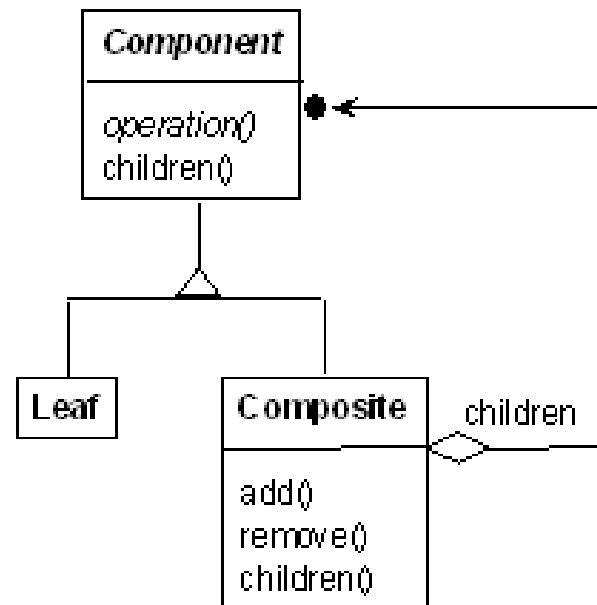 Component
operation()
children()
Leaf
Composite
children
add()
remove()
children()